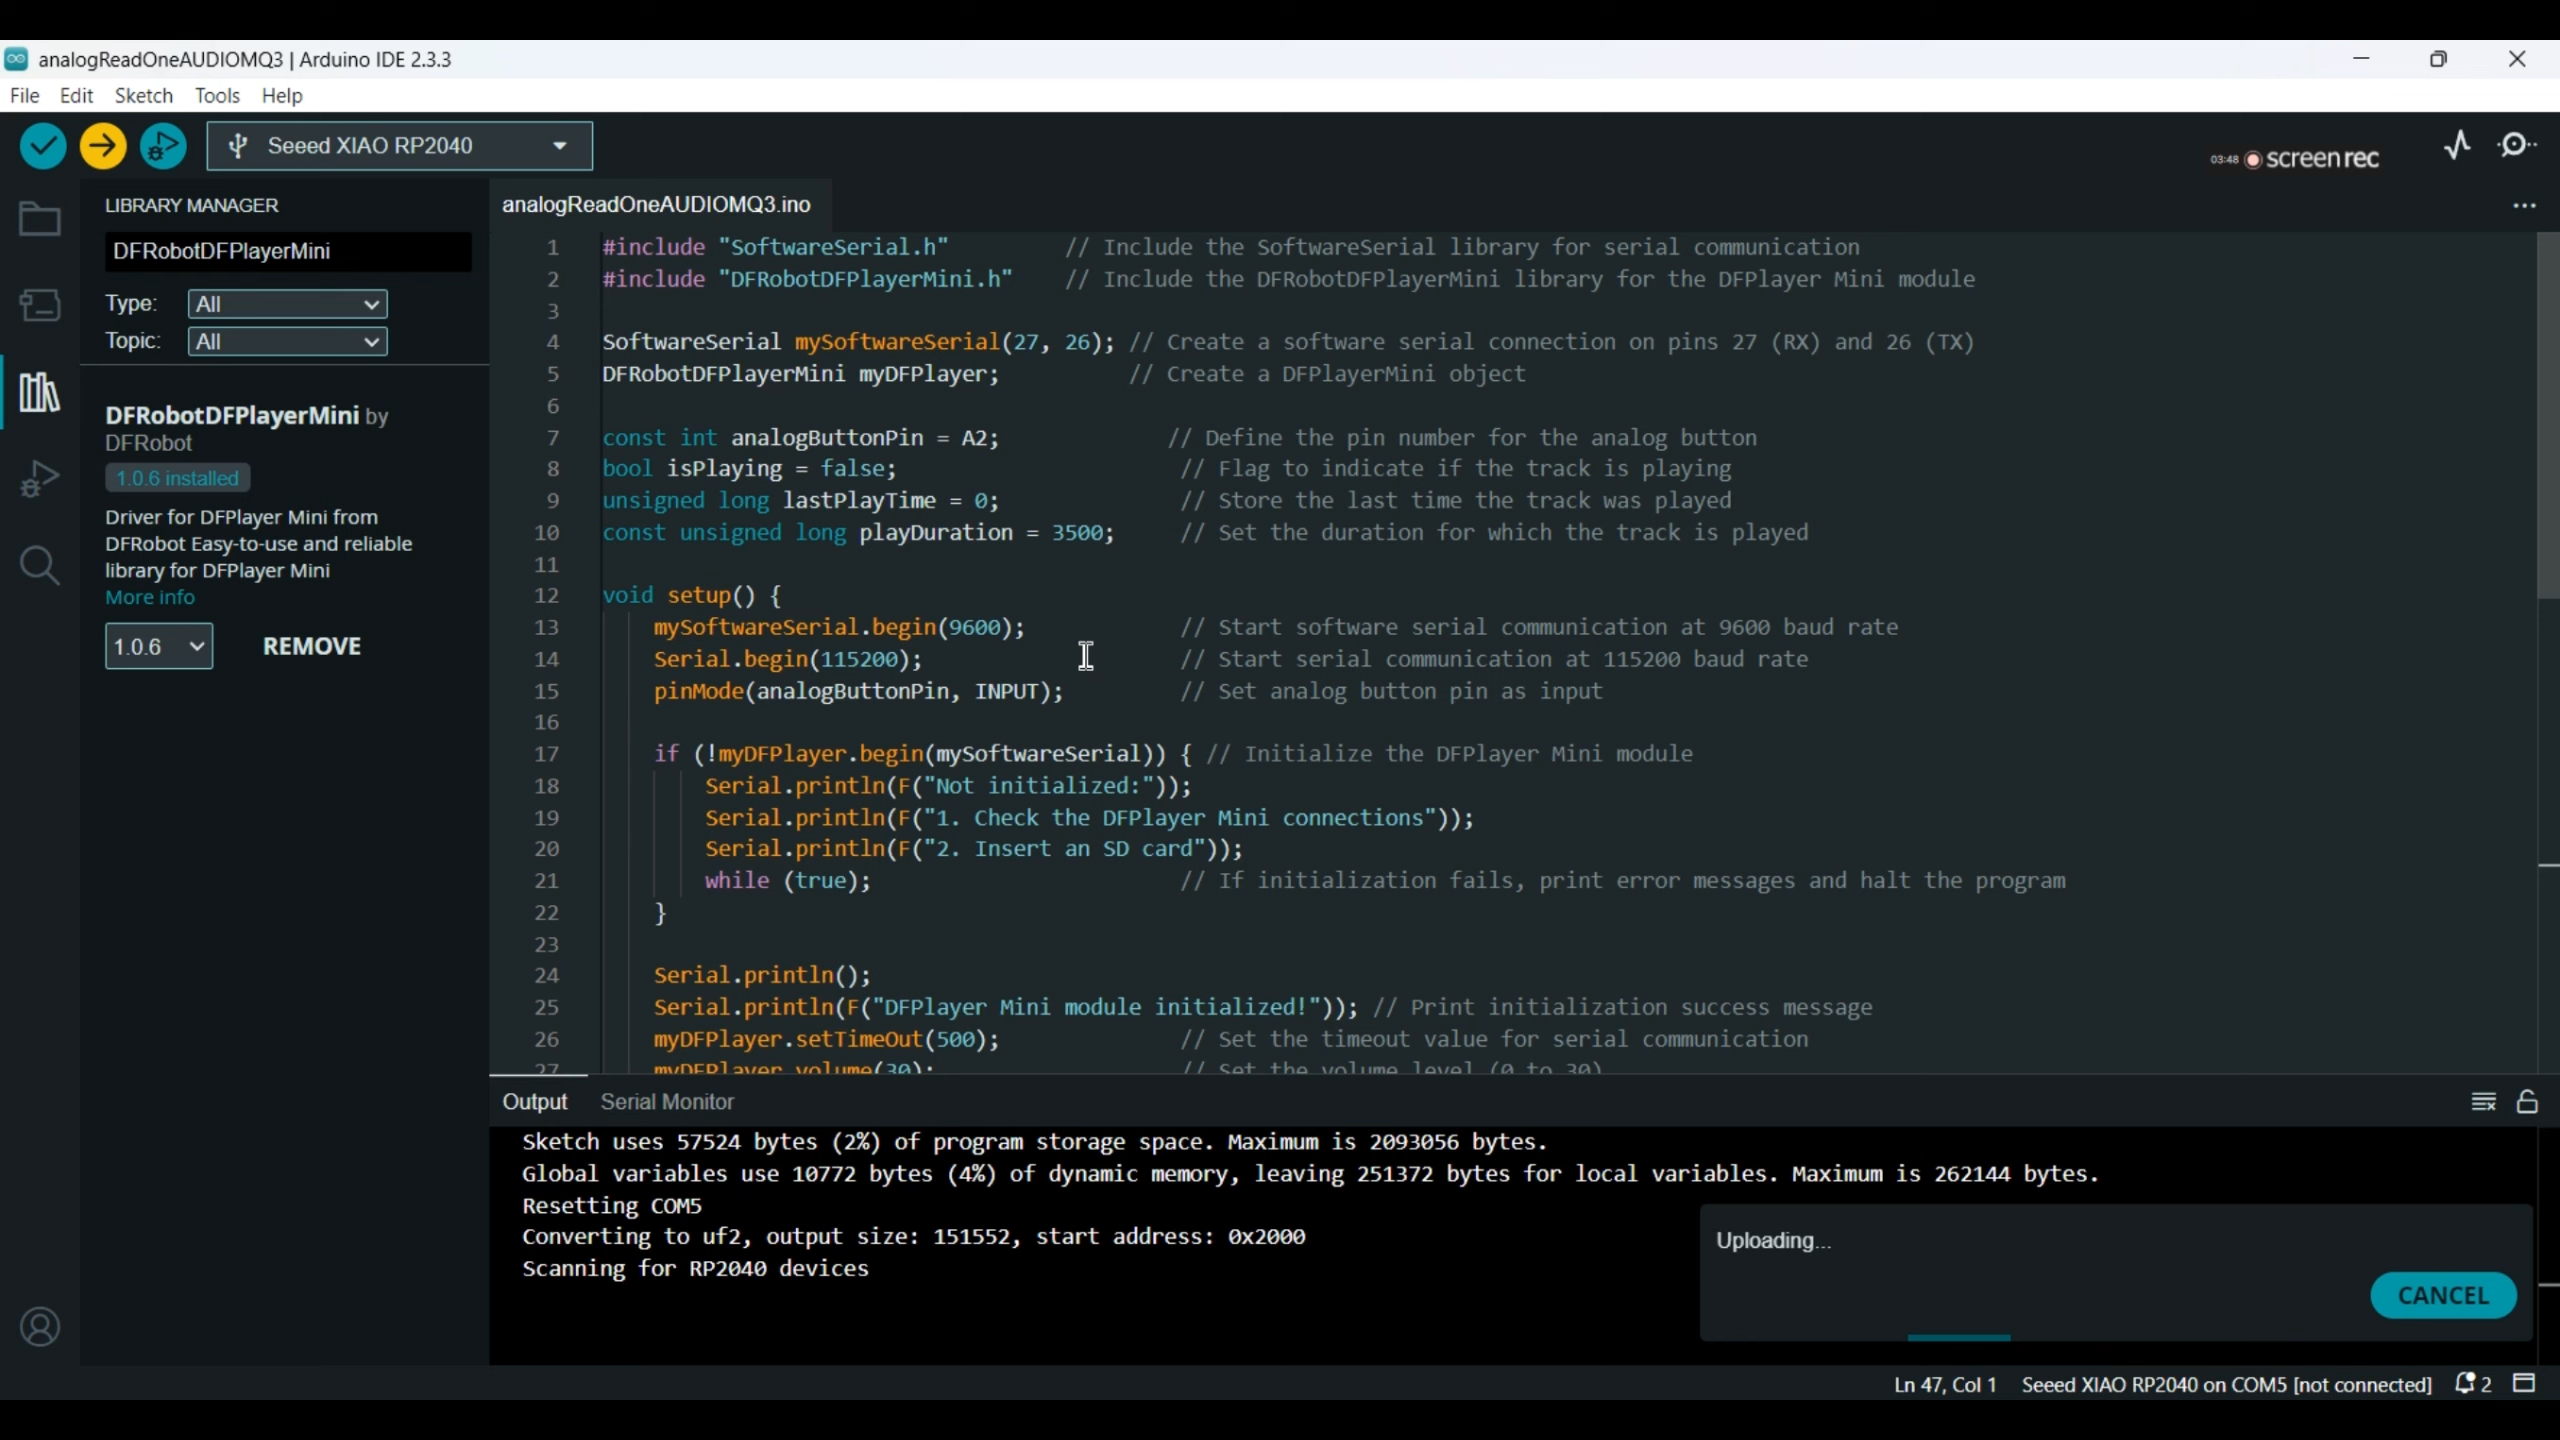 analogReadOneAUDIOMQ3 | Arduino IDE 2.3.3
File Edit Sketch Tools Help
Seeed XIAO RP2040
03:48 screenrec
LIBRARY MANAGER
DFRobotDFPlayerMini
Type: All
Topic: All
DFRobotDFPlayerMini by
DFRobot
1.0.6 installed
Driver for DFPlayer Mini from
DFRobot Easy-to-use and reliable
library for DFPlayer Mini
More info
1.0.6 REMOVE
analogReadOneAUDIOMQ3.ino
1 #include "SoftwareSerial.h" // Include the SoftwareSerial library for serial communication
2 #include "DFRobotDFPlayerMini.h" // Include the DFRobotDFPlayerMini library for the DFPlayer Mini module
3
4 SoftwareSerial mySoftwareSerial(27, 26); // Create a software serial connection on pins 27 (RX) and 26 (TX)
5 DFRobotDFPlayerMini myDFPlayer; // Create a DFPlayerMini object
6
7 const int analogButtonPin = A2; // Define the pin number for the analog button
8 bool isPlaying = false; // Flag to indicate if the track is playing
9 unsigned long lastPlayTime = 0; // Store the last time the track was played
10 const unsigned long playDuration = 3500; // Set the duration for which the track is played
11
12 void setup() {
13 mySoftwareSerial.begin(9600); // Start software serial communication at 9600 baud rate
14 Serial.begin(115200); // Start serial communication at 115200 baud rate
15 pinMode(analogButtonPin, INPUT); // Set analog button pin as input
16
17 if (!myDFPlayer.begin(mySoftwareSerial)) { // Initialize the DFPlayer Mini module
18 Serial.println(F("Not initialized:"));
19 Serial.println(F("1. Check the DFPlayer Mini connections"));
20 Serial.println(F("2. Insert an SD card"));
21 while (true); // If initialization fails, print error messages and halt the program
22 }
23
24 Serial.println();
25 Serial.println(F("DFPlayer Mini module initialized!")); // Print initialization success message
26 myDFPlayer.setTimeOut(500); // Set the timeout value for serial communication
27 myDFPlayer.volume(30); // Set the volume level (0 to 30)
Output Serial Monitor
Sketch uses 57524 bytes (2%) of program storage space. Maximum is 2093056 bytes.
Global variables use 10772 bytes (4%) of dynamic memory, leaving 251372 bytes for local variables. Maximum is 262144 bytes.
Resetting COM5
Converting to uf2, output size: 151552, start address: 0x2000
Scanning for RP2040 devices
Uploading...
CANCEL
Ln 47, Col 1 Seeed XIAO RP2040 on COM5 [not connected] 2